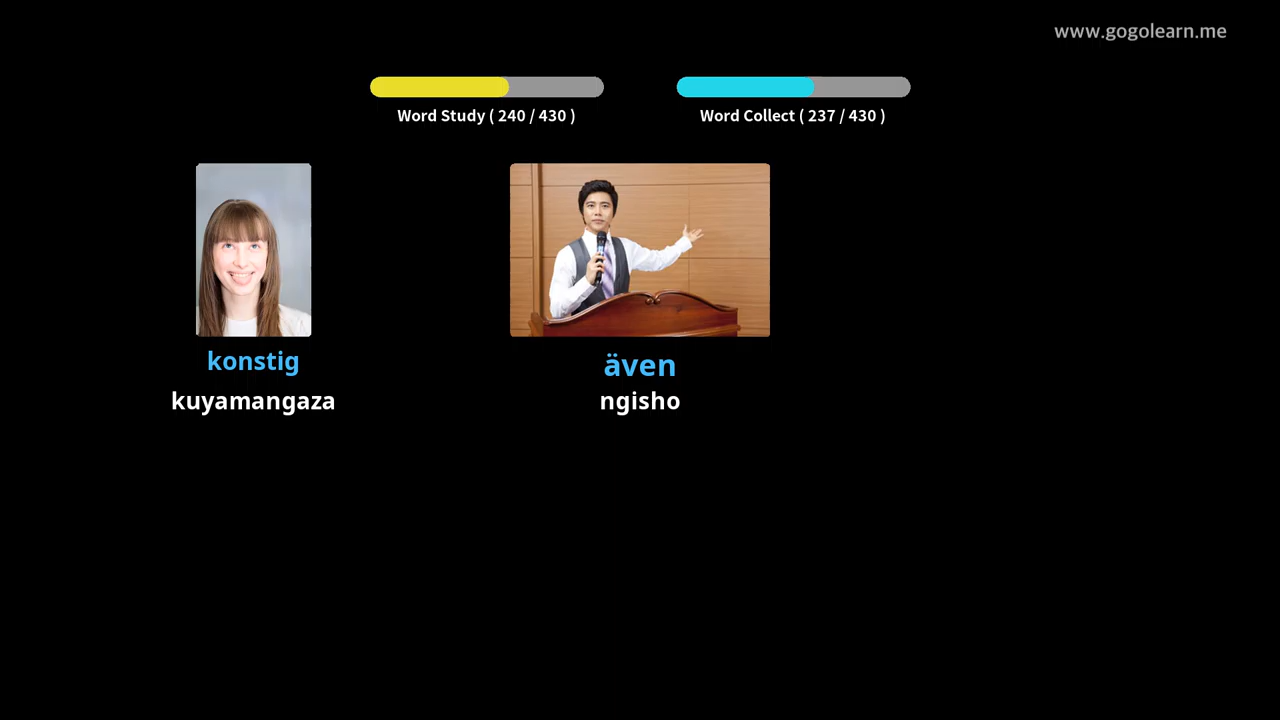 www.gogolearn.me
Word Study ( 240 / 430 )
Word Collect ( 237 / 430 )
konstig
kuyamangaza
även
ngisho